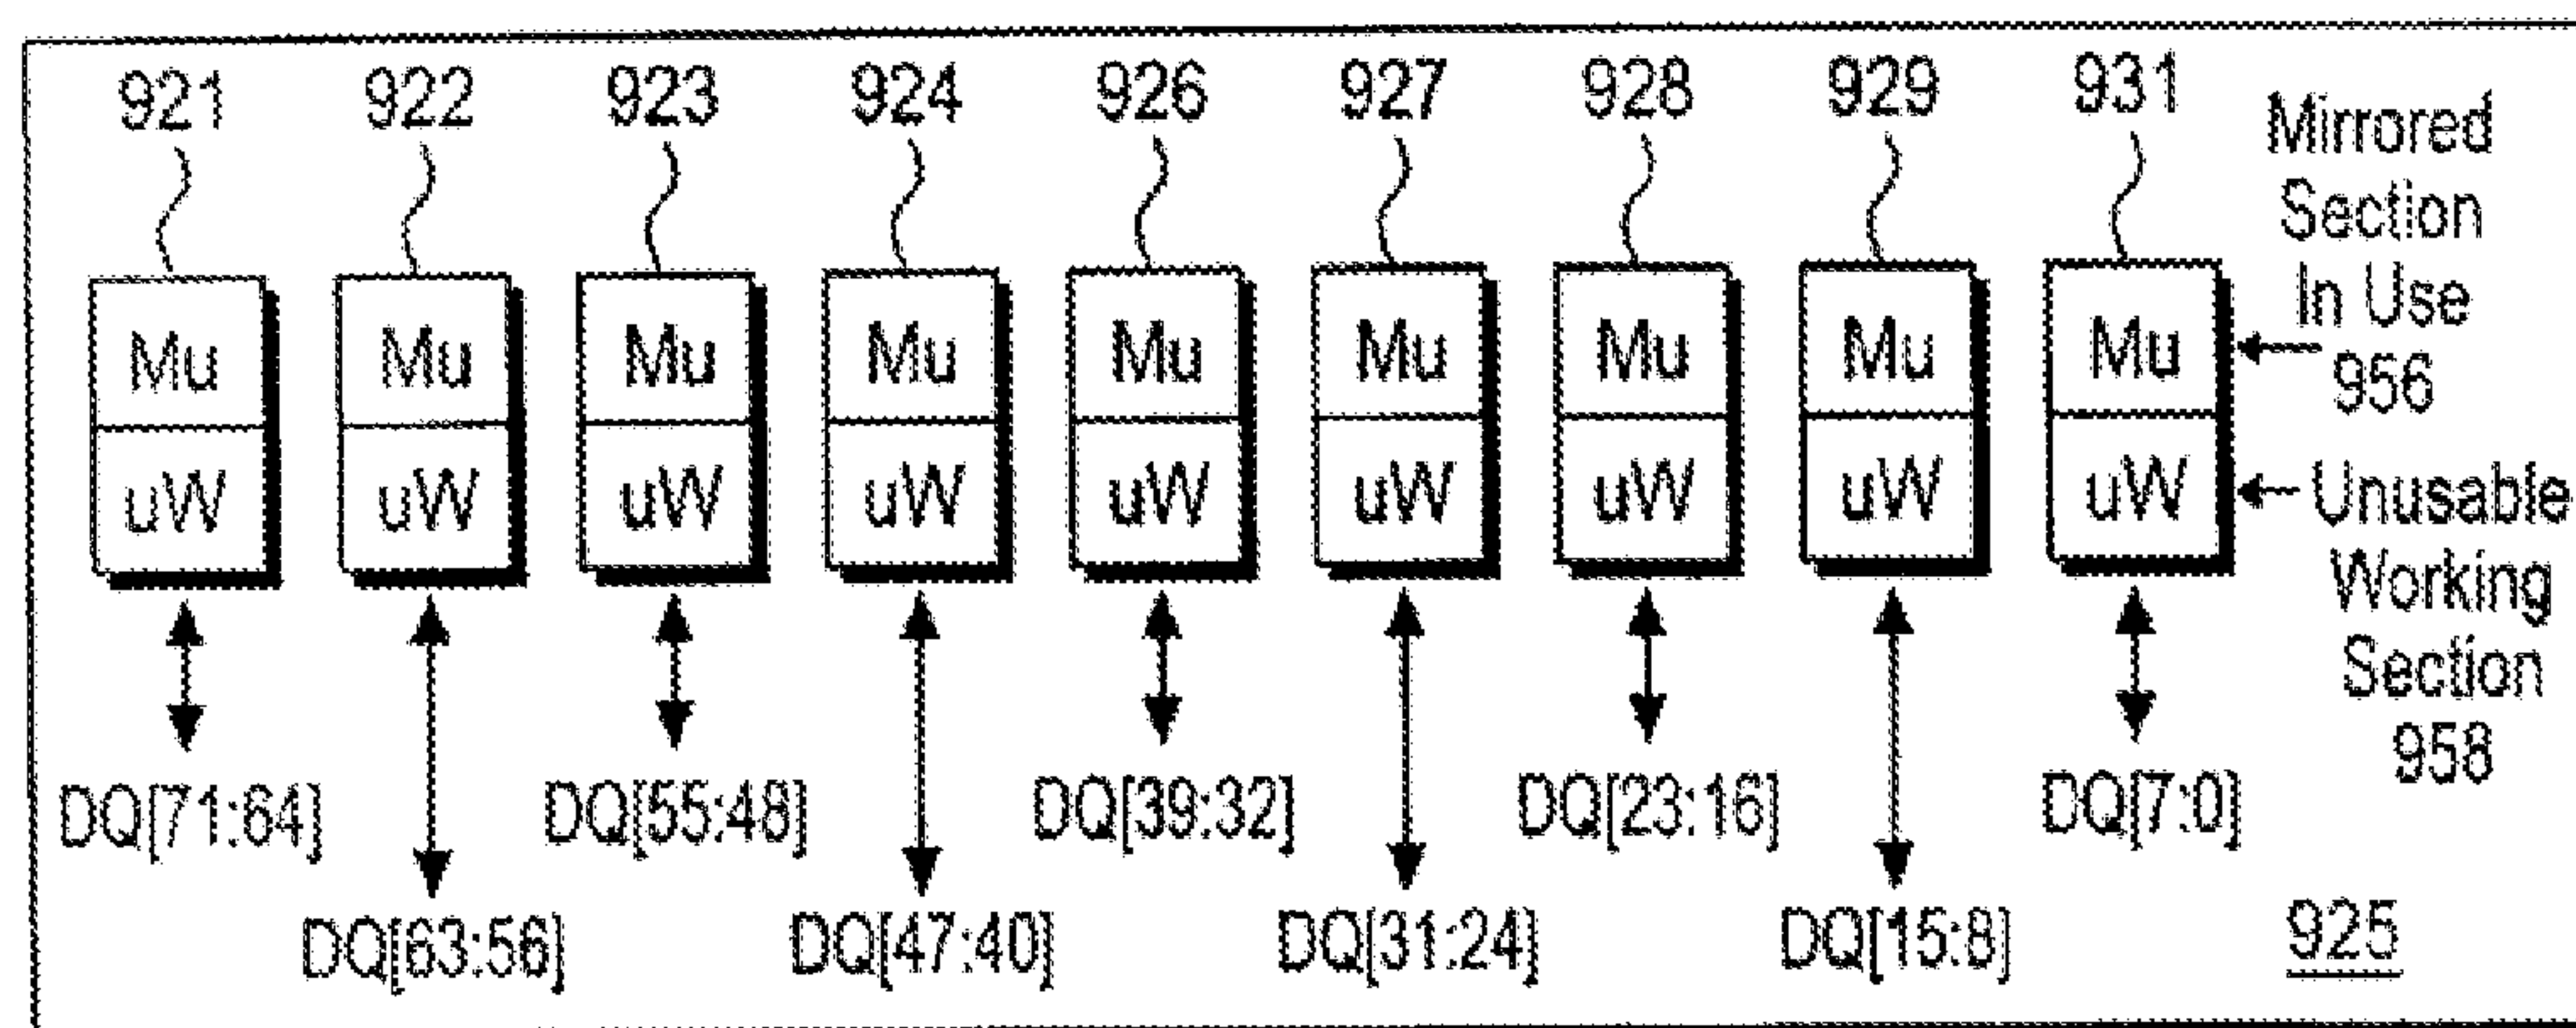 921 922 923 924 926 927 928 929 931
Mirrored
Section
In Use
956
Mu Mu Mu Mu Mu Mu Mu Mu Mu
uW uW uW uW uW uW uW uW uW
Unusable
Working
Section
958
DQ[71:64] DQ[55:48] DQ[39:32] DQ[23:16] DQ[7:0]
DQ[63:56] DQ[47:40] DQ[31:24] DQ[15:8]
925